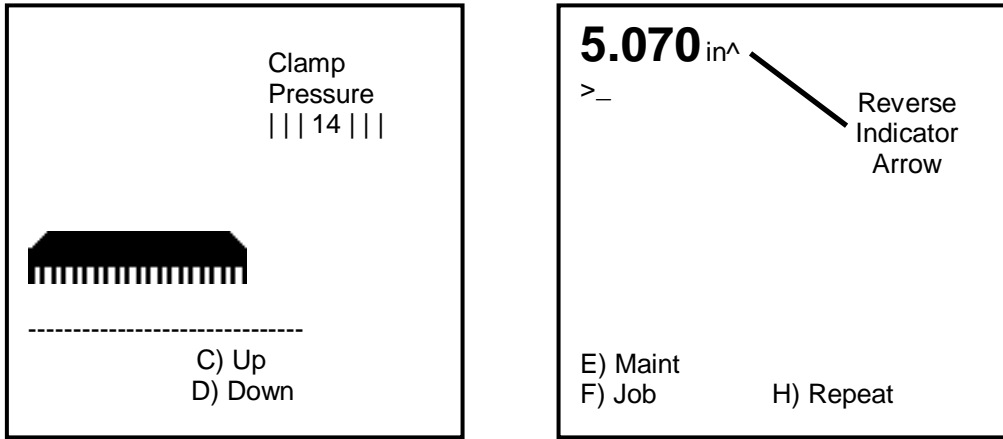 Clamp
Pressure
| | | 14 | | |
-------------------------------
C) Up
D) Down
5.070 in^
>_
Reverse
Indicator
Arrow
E) Maint
F) Job H) Repeat